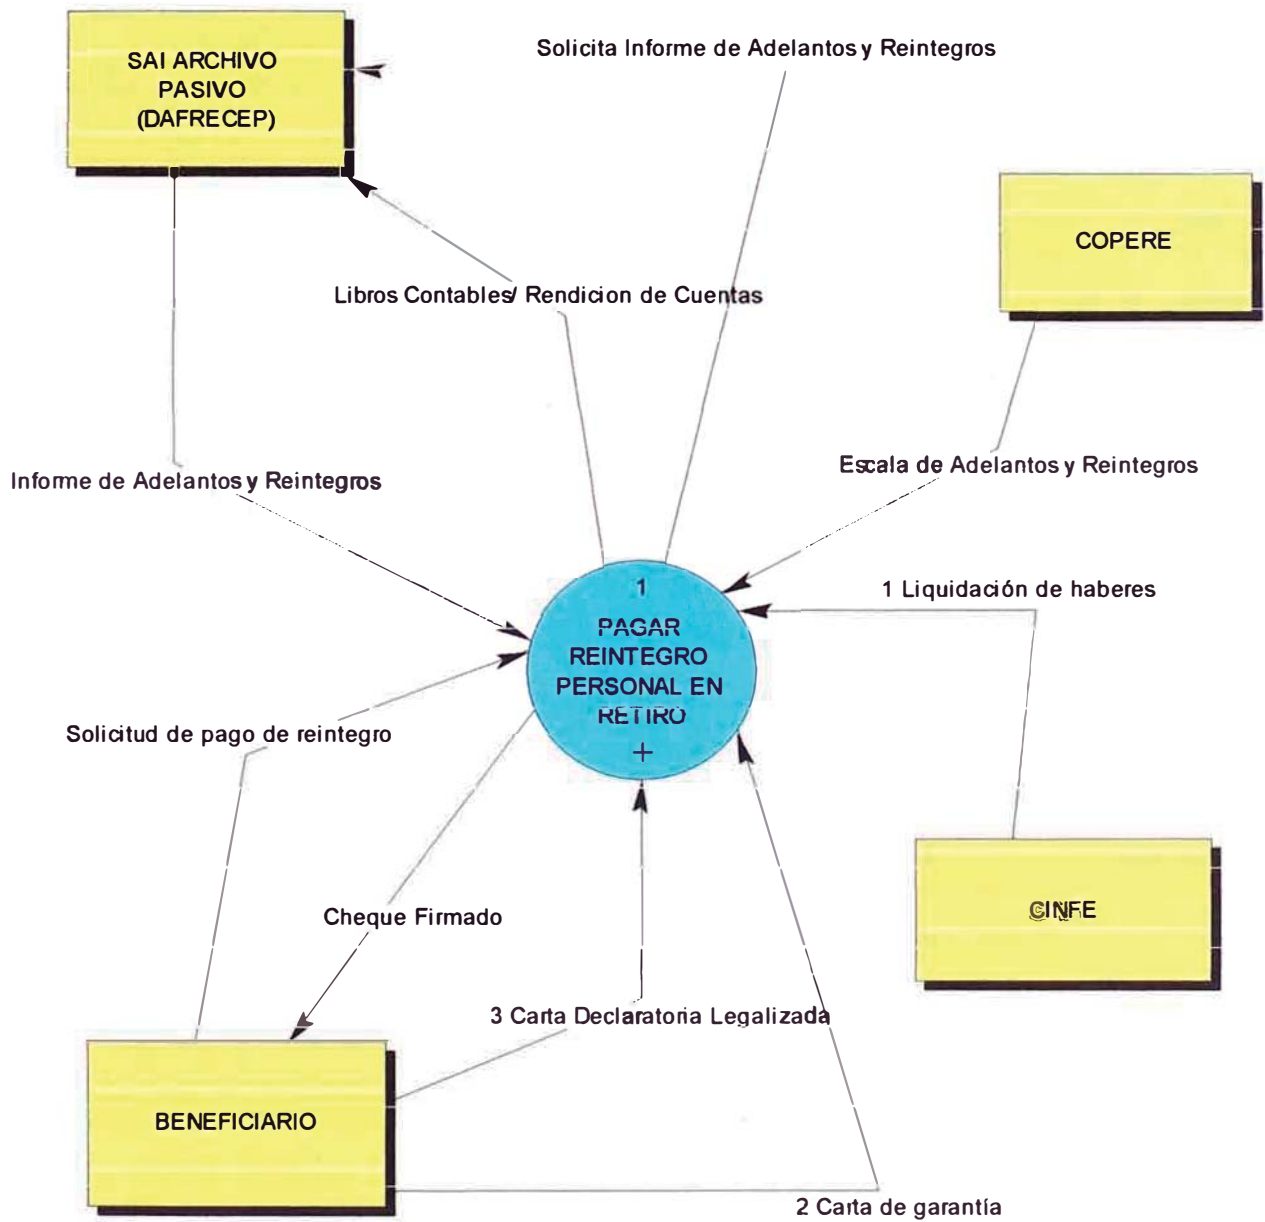 Solicita Informe de Adelantos y Reintegros
SAI ARCHIVO
PASIVO
(DAFRECEP)
COPERE
Libros Contables/ Rendicion de Cuentas
Escala de Adelantos y Reintegros
Informe de Adelantos y Reintegros
1 Liquidación de haberes
1
PAGAR
REINTEGRO
PERSONAL EN
RETIRO
+
Solicitud de pago de reintegro
Cheque Firmado
CINFE
3 Carta Declaratoria Legalizada
BENEFICIARIO
2 Carta de garantía